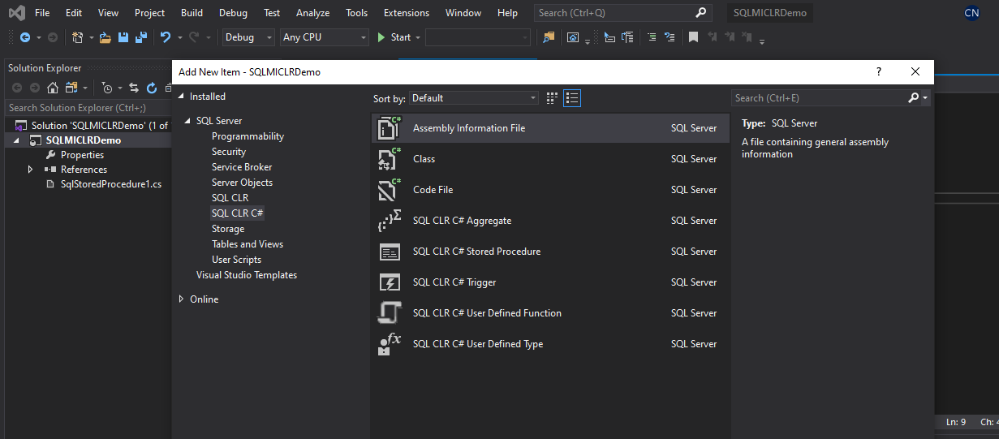 File Edit View Project Build Debug Test Analyze Tools Extensions Window Help Search (Ctrl+Q) SQLMICLRDemo CN
Debug Any CPU Start
Solution Explorer
Search Solution Explorer (Ctrl+;)
Solution 'SQLMICLRDemo' (1 of
SQLMICLRDemo
Properties
References
SqlStoredProcedure1.cs
Add New Item - SQLMICLRDemo ?
Installed
SQL Server
Programmability
Security
Service Broker
Server Objects
SQL CLR
SQL CLR C#
Storage
Tables and Views
User Scripts
Visual Studio Templates
Online
Sort by: Default
Assembly Information File SQL Server
Class SQL Server
Code File SQL Server
SQL CLR C# Aggregate SQL Server
SQL CLR C# Stored Procedure SQL Server
SQL CLR C# Trigger SQL Server
SQL CLR C# User Defined Function SQL Server
SQL CLR C# User Defined Type SQL Server
Search (Ctrl+E)
Type: SQL Server
A file containing general assembly
information
Ln: 9 Ch: